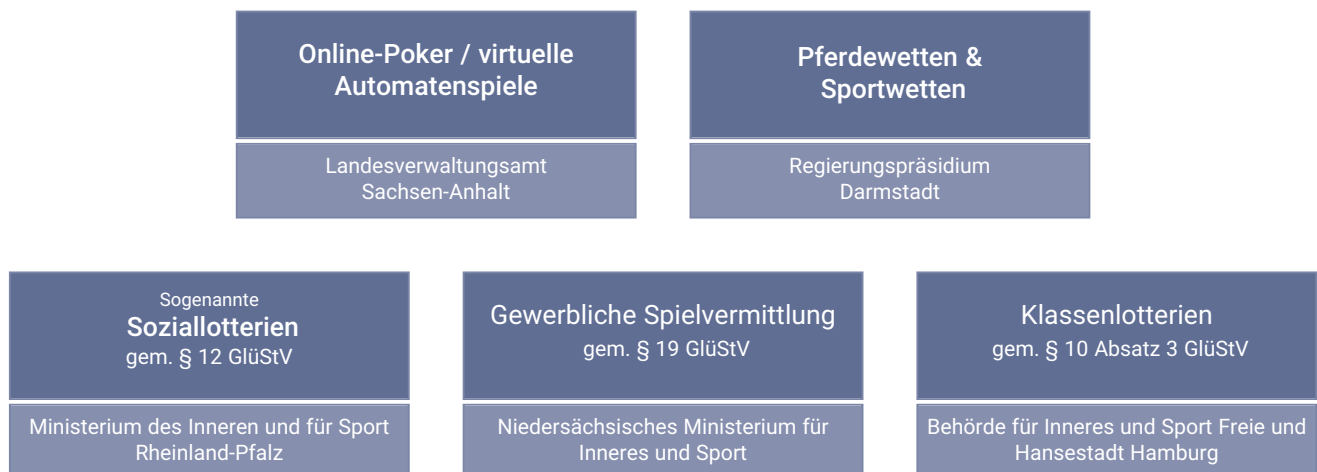 Online-Poker / virtuelle
Automatenspiele
Landesverwaltungsamt
Sachsen-Anhalt
Pferdewetten &
Sportwetten
Regierungspräsidium
Darmstadt
Sogenannte
Soziallotterien
gem. § 12 GlüStV
Ministerium des Inneren und für Sport
Rheinland-Pfalz
Gewerbliche Spielvermittlung
gem. § 19 GlüStV
Niedersächsisches Ministerium für
Inneres und Sport
Klassenlotterien
gem. § 10 Absatz 3 GlüStV
Behörde für Inneres und Sport Freie und
Hansestadt Hamburg